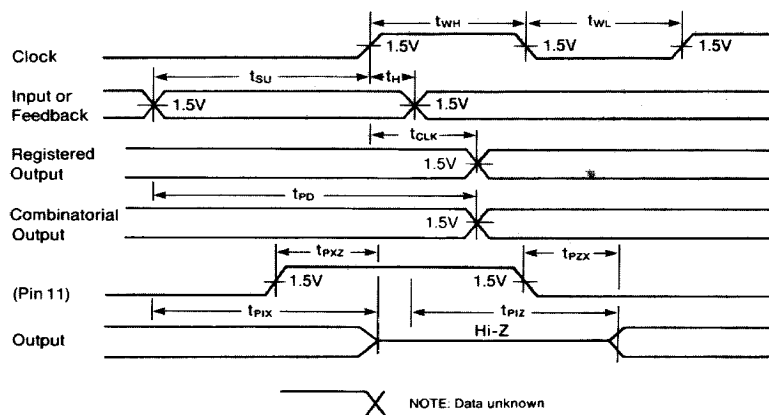 tWH
tWL
Clock
1.5V
1.5V
1.5V
tSU
tH
Input or
Feedback
1.5V
1.5V
tCLK
Registered
Output
1.5V
tPD
Combinatorial
Output
1.5V
tPXZ
tPZX
(Pin 11)
1.5V
1.5V
tPIX
tPIZ
Output
Hi-Z
NOTE: Data unknown